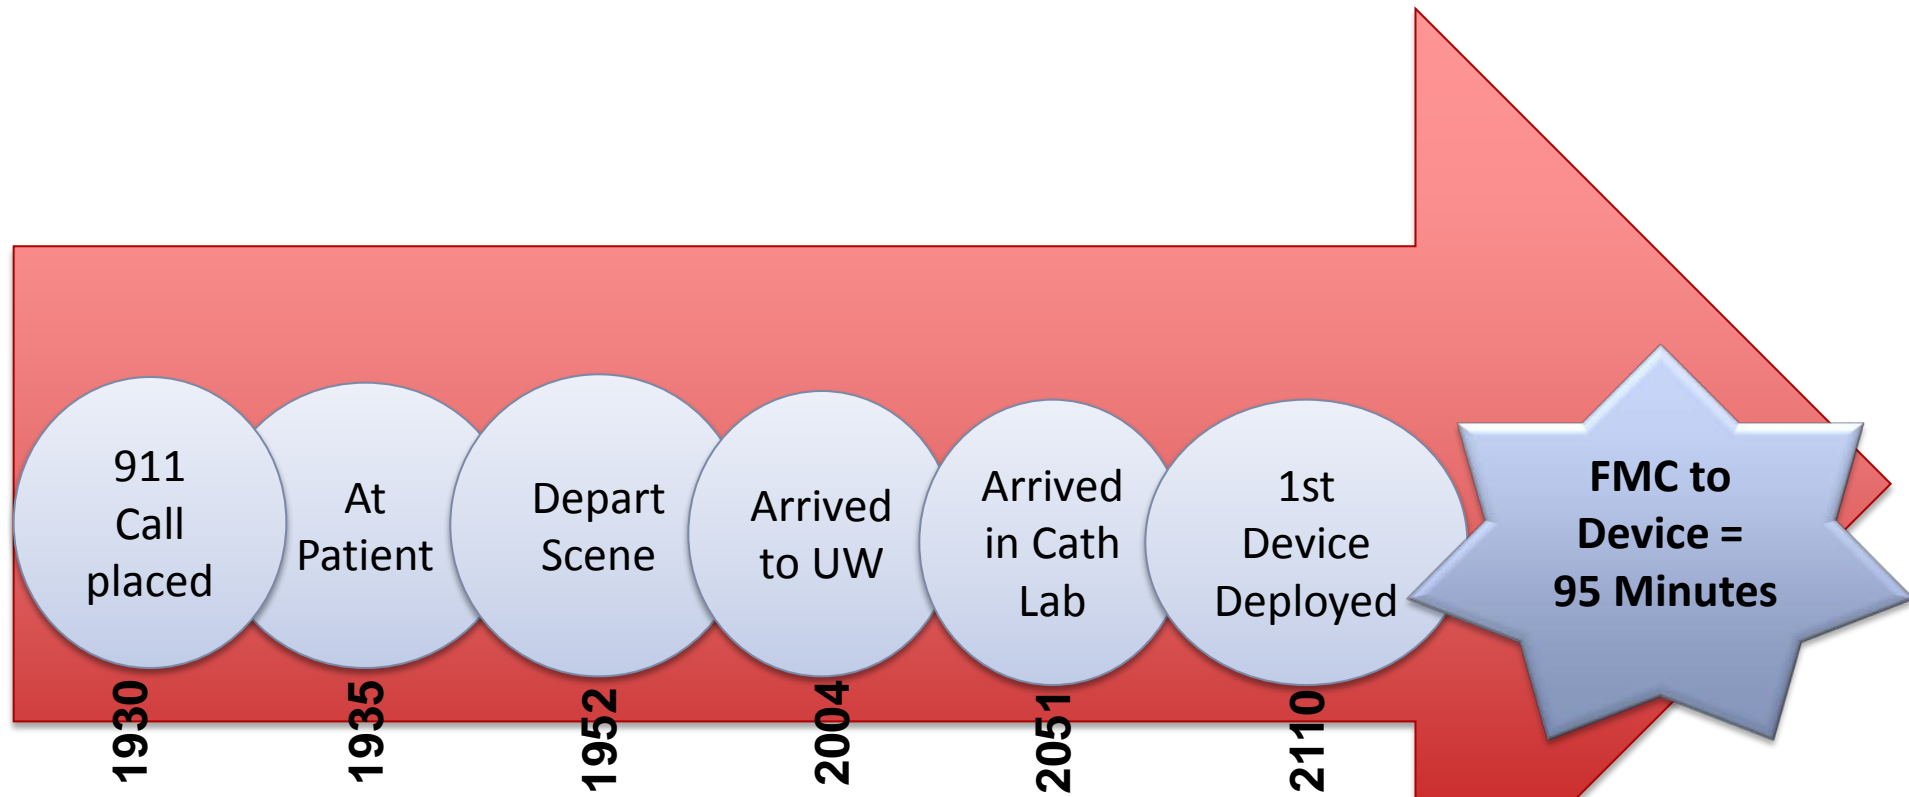 911
Call
placed
At
Patient
Depart
Scene
Arrived
to UW
Arrived
in Cath
Lab
1st
Device
Deployed
FMC to
Device =
95 Minutes
1930
1935
1952
2004
2051
2110